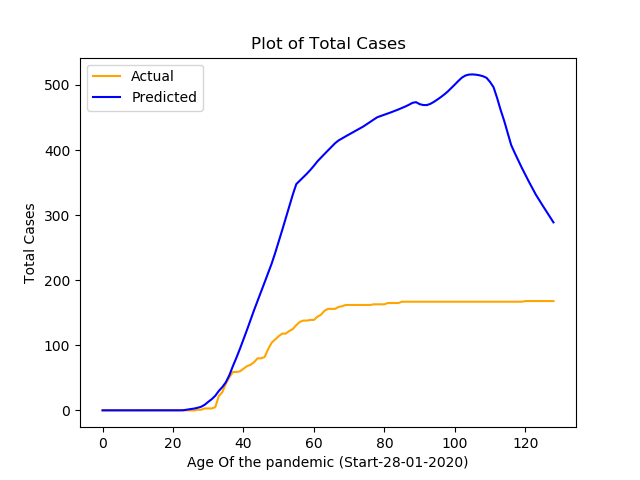 Plot of Total Cases
Actual
Predicted
Total Cases
500
400
300
200
100
0
0 20 40 60 80 100 120
Age Of the pandemic (Start-28-01-2020)